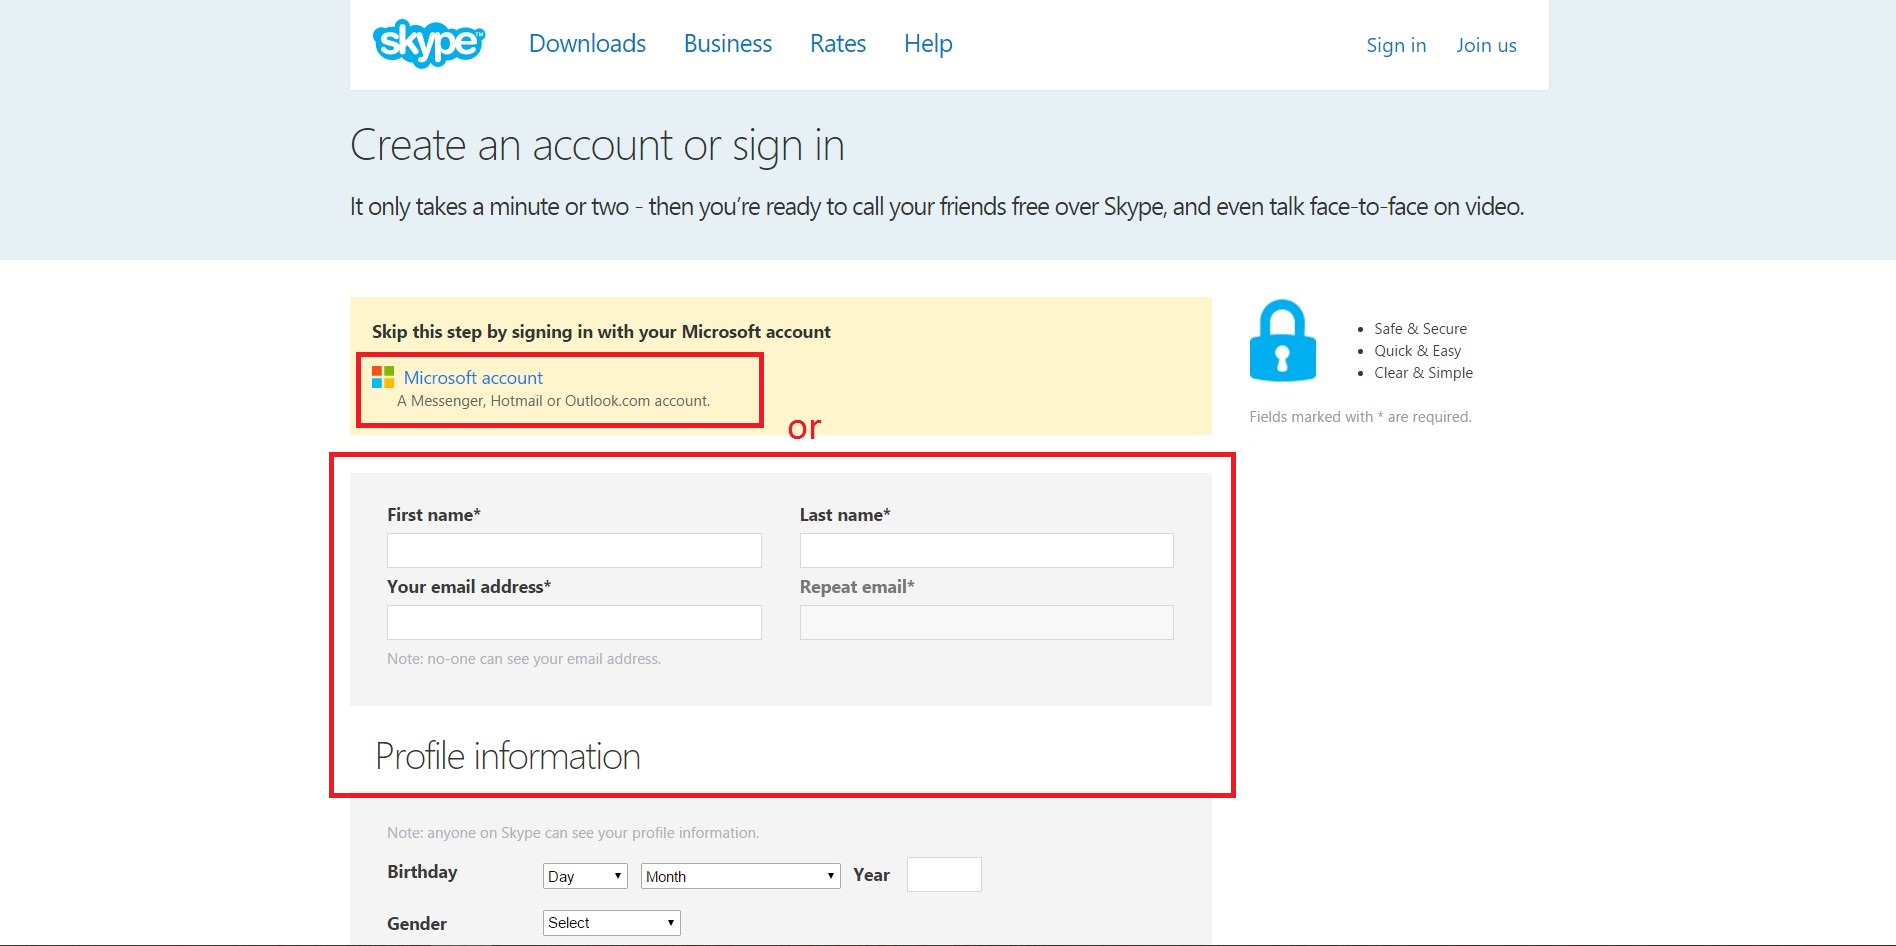 skype™ Downloads Business Rates Help Sign in Join us
Create an account or sign in
It only takes a minute or two - then you're ready to call your friends free over Skype, and even talk face-to-face on video.
Skip this step by signing in with your Microsoft account
Microsoft account
A Messenger, Hotmail or Outlook.com account.
or
• Safe & Secure
• Quick & Easy
• Clear & Simple
Fields marked with * are required.
First name* Last name*
Your email address* Repeat email*
Note: no-one can see your email address.
Profile information
Note: anyone on Skype can see your profile information.
Birthday Day Month Year
Gender Select